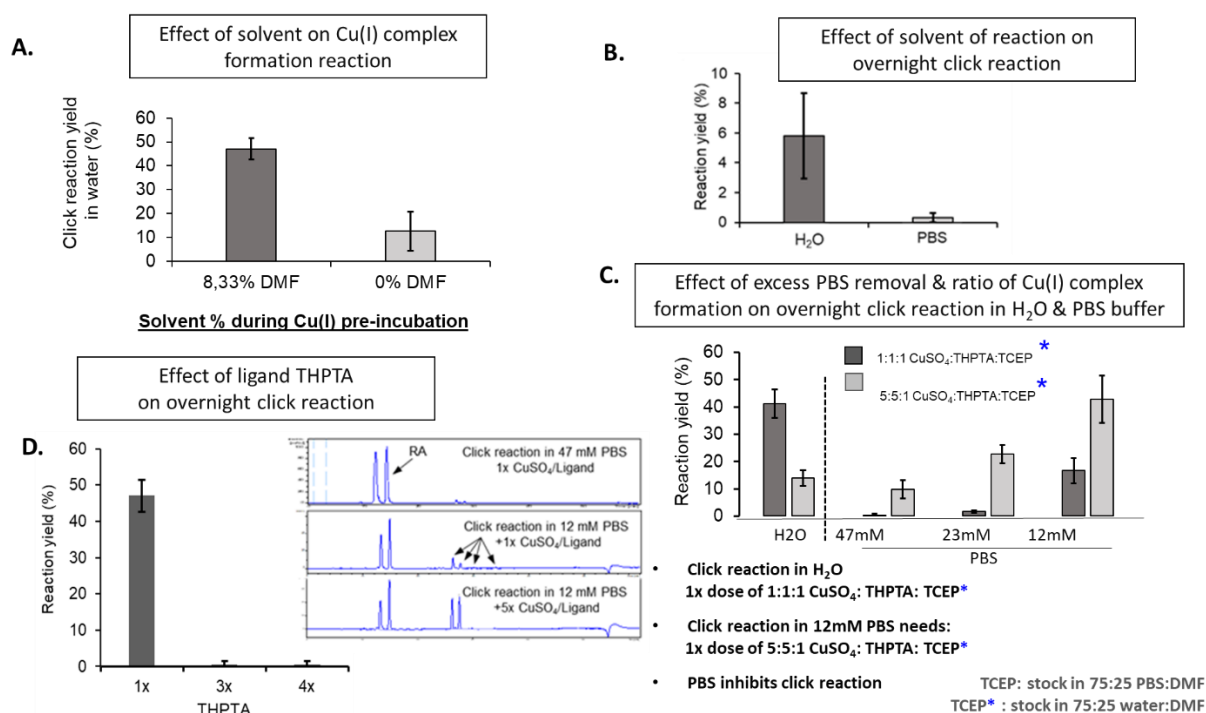 A.
Effect of solvent on Cu(I) complex
formation reaction
Click reaction yield
in water (%)
60
50
40
30
20
10
0
8,33% DMF
0% DMF
Solvent % during Cu(I) pre-incubation
B.
Effect of solvent of reaction on
overnight click reaction
Reaction yield (%)
10
8
6
4
2
0
H₂O
PBS
C.
Effect of excess PBS removal & ratio of Cu(I) complex
formation on overnight click reaction in H₂O & PBS buffer
Reaction yield (%)
60
50
40
30
20
10
0
1:1:1 CuSO₄:THPTA:TCEP *
5:5:1 CuSO₄:THPTA:TCEP *
H2O
47mM
23mM
12mM
PBS
• Click reaction in H₂O
1x dose of 1:1:1 CuSO₄: THPTA: TCEP*
• Click reaction in 12mM PBS needs:
1x dose of 5:5:1 CuSO₄: THPTA: TCEP*
• PBS inhibits click reaction
TCEP: stock in 75:25 PBS:DMF
TCEP* : stock in 75:25 water:DMF
Effect of ligand THPTA
on overnight click reaction
D.
Reaction yield (%)
60
50
40
30
20
10
0
1x
3x
4x
THPTA
RA
Click reaction in 47 mM PBS
1x CuSO₄/Ligand
Click reaction in 12 mM PBS
+1x CuSO₄/Ligand
Click reaction in 12 mM PBS
+5x CuSO₄/Ligand